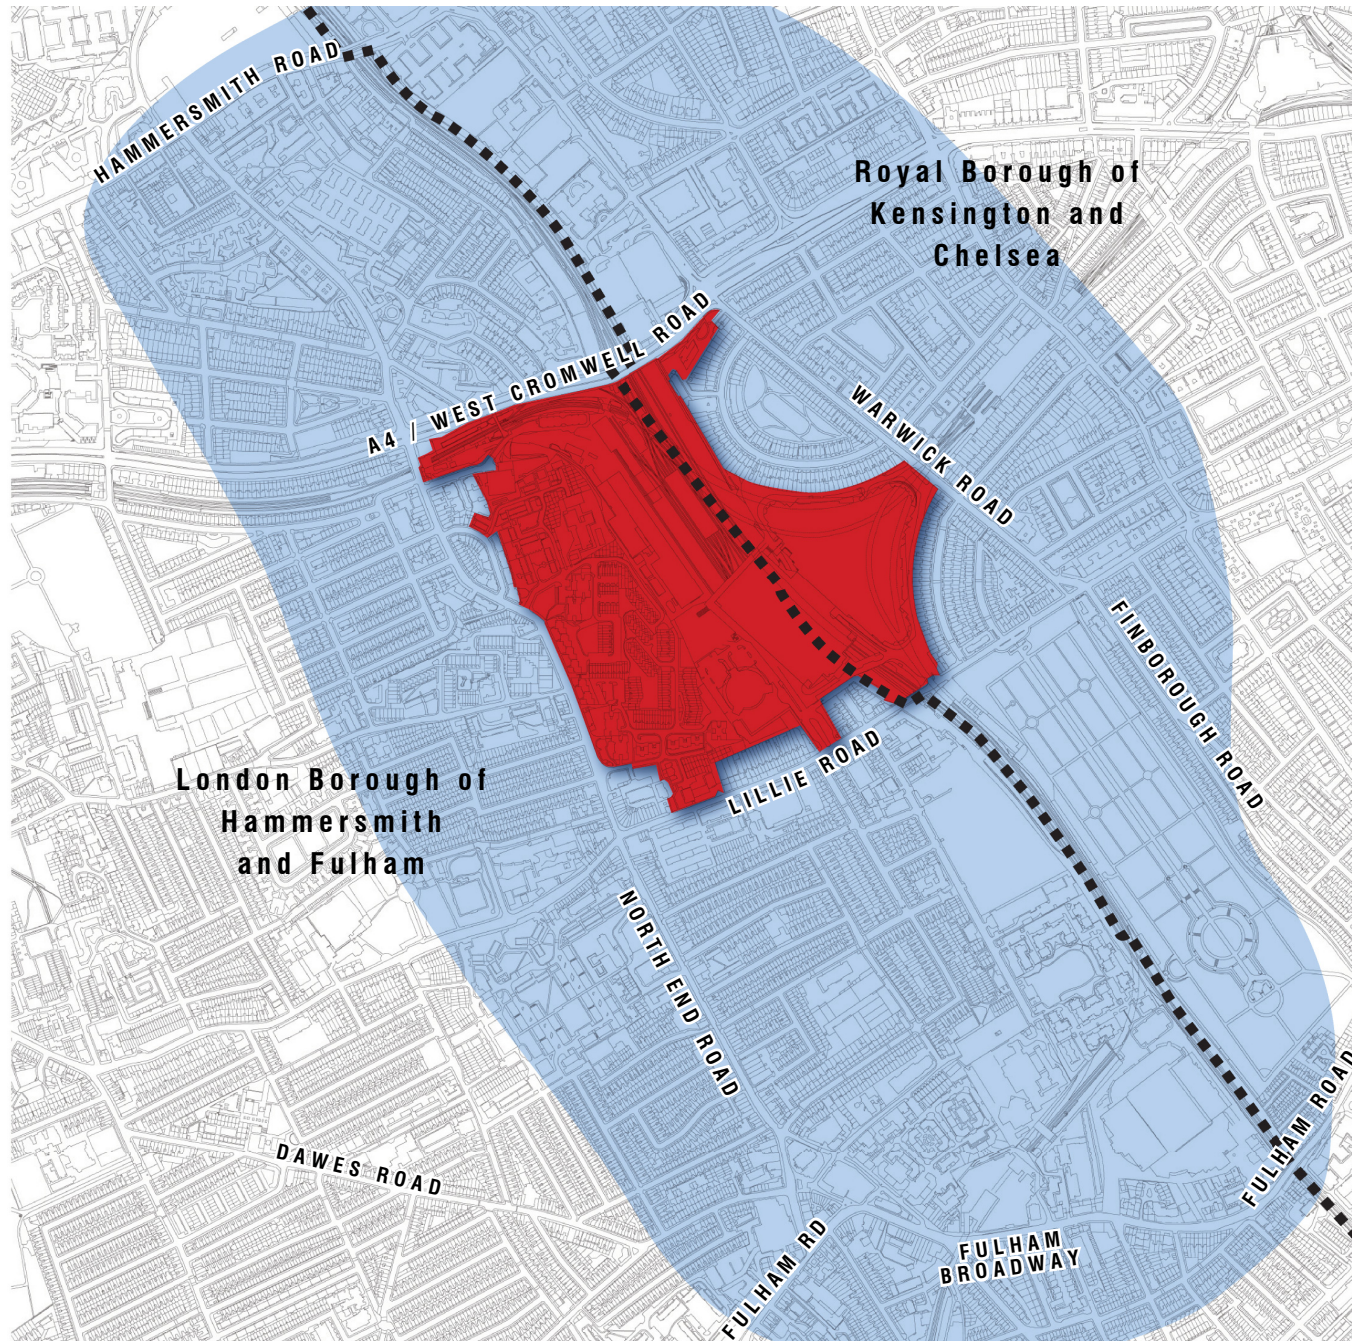 HAMMERSMITH ROAD
Royal Borough of
Kensington and
Chelsea
A4 / WEST CROMWELL ROAD
WARWICK ROAD
FINBOROUGH ROAD
LILLIE ROAD
London Borough of
Hammersmith
and Fulham
NORTH END ROAD
DAWES ROAD
FULHAM ROAD
FULHAM RD
FULHAM
BROADWAY